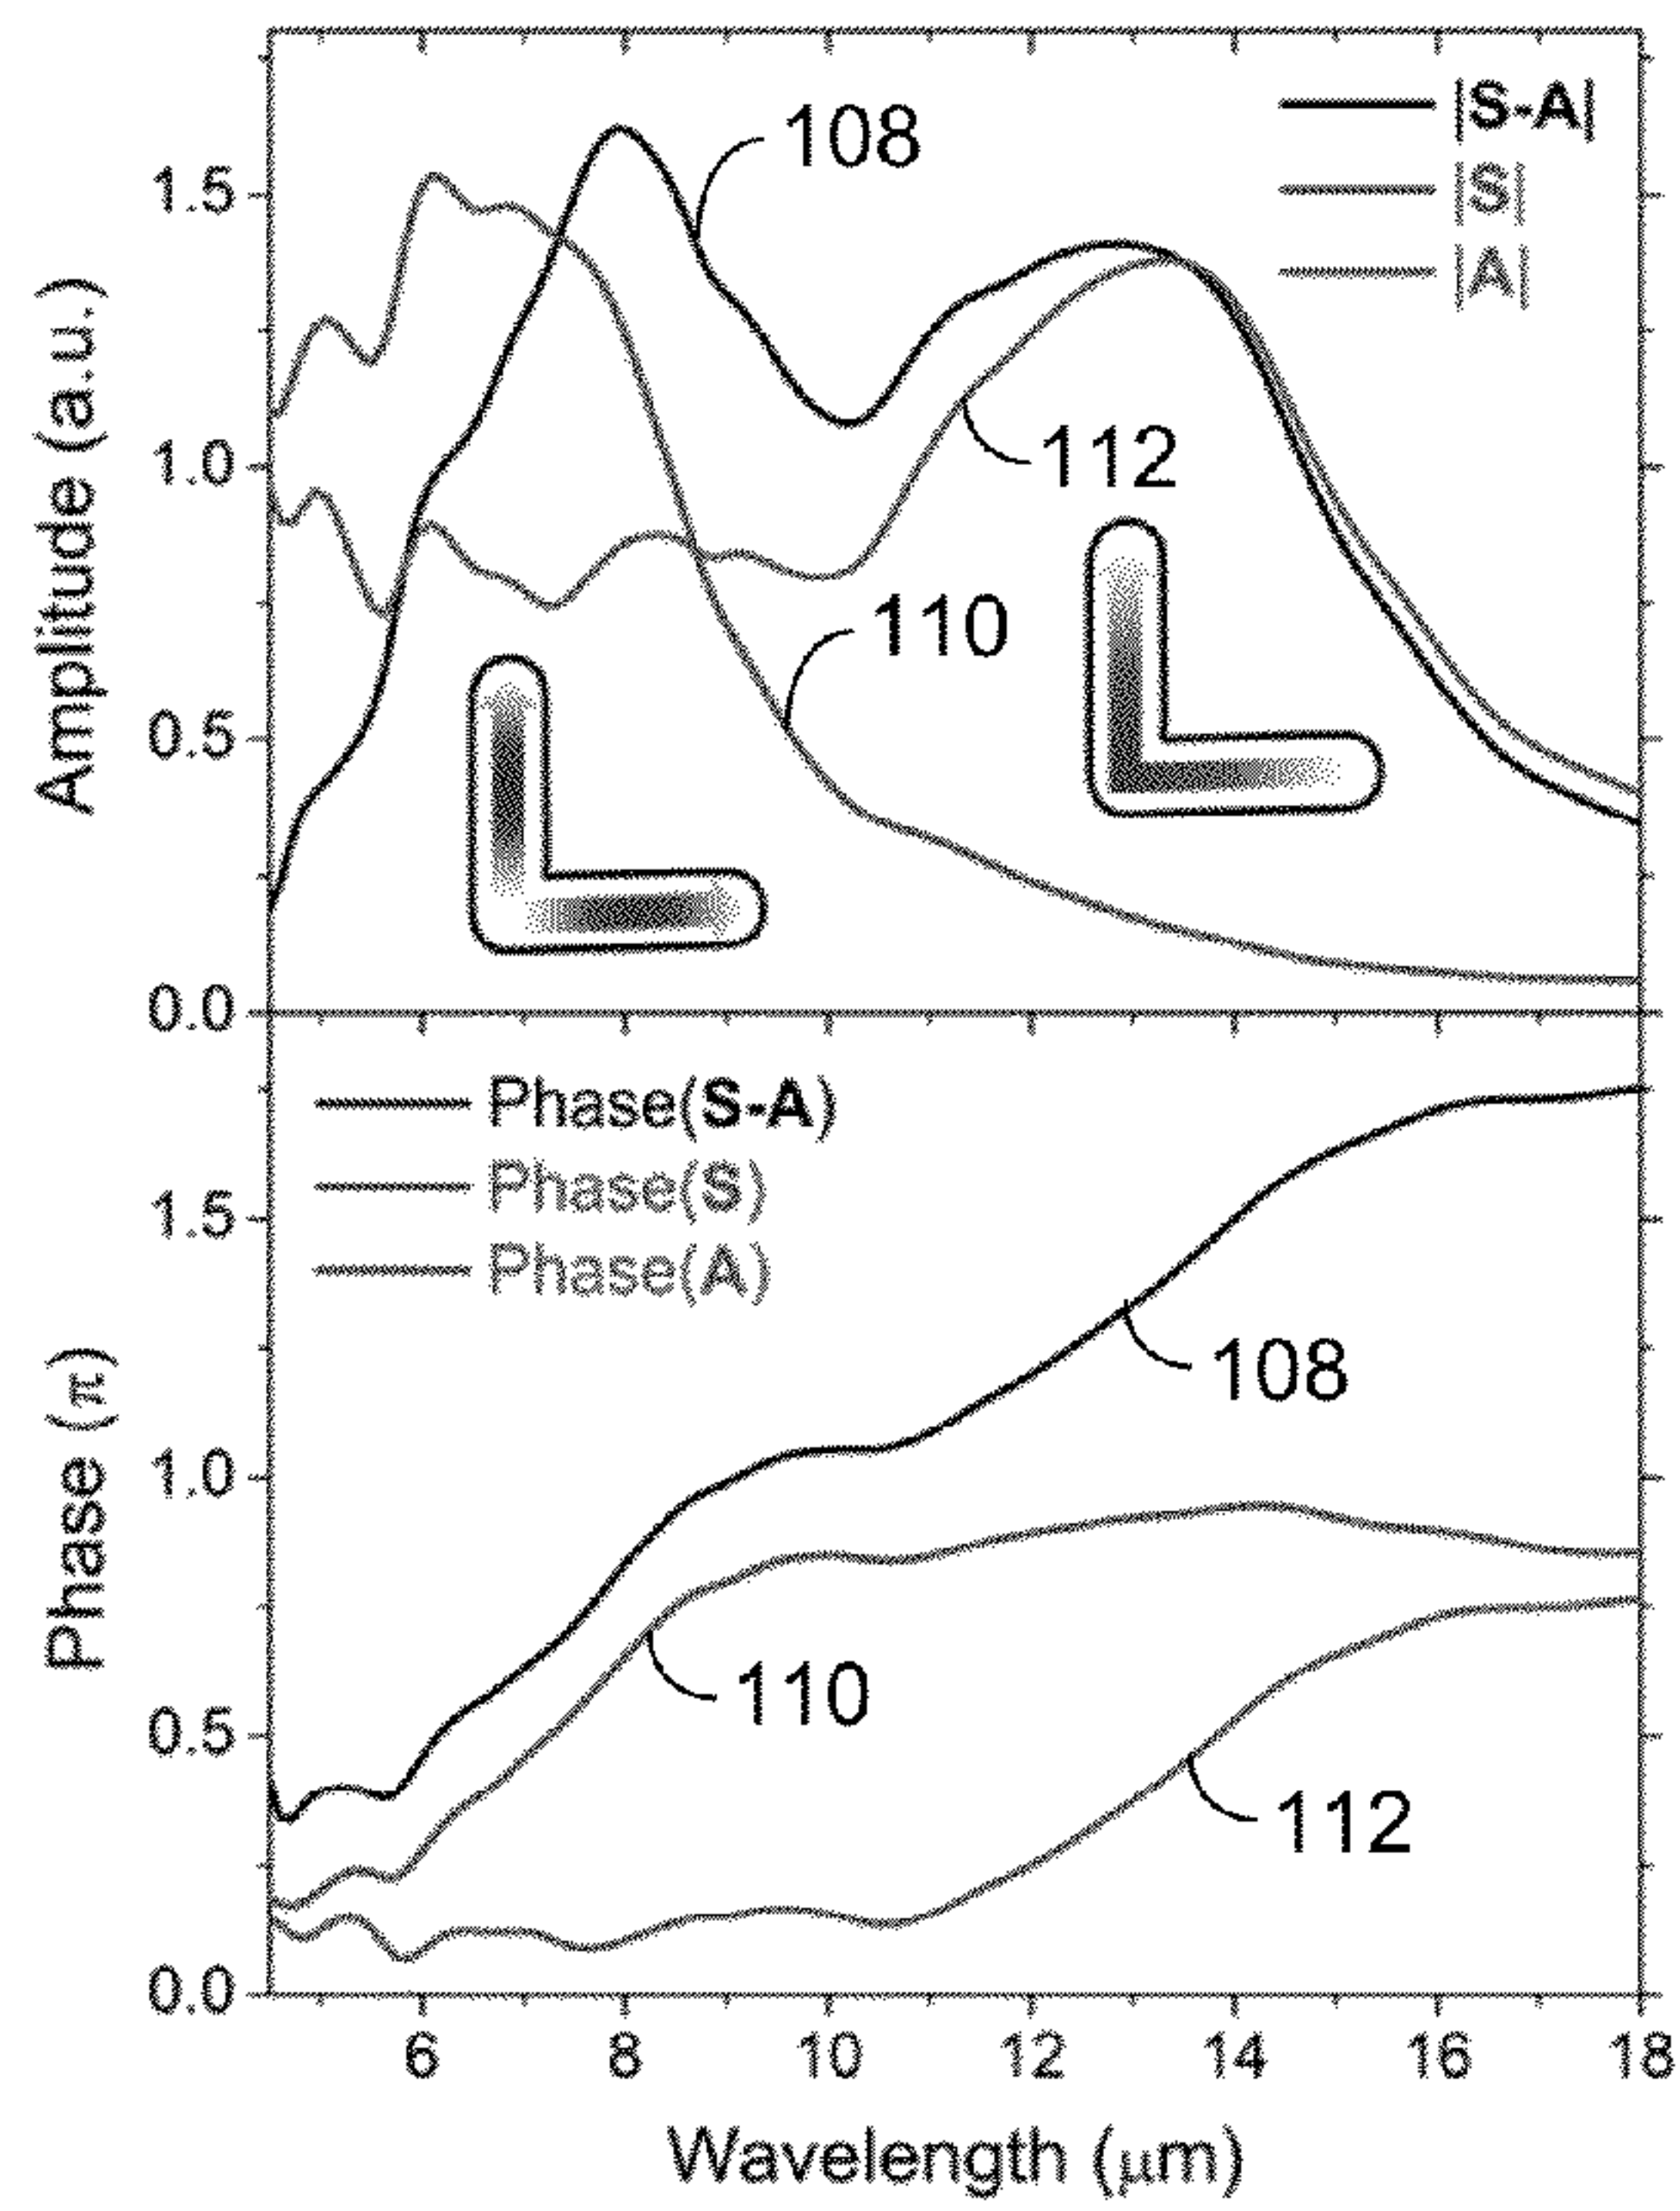 |S-A|
|S|
|A|
108
112
110
Amplitude (a.u.)
1.5
1.0
0.5
0.0
Phase(S-A)
Phase(S)
Phase(A)
108
110
112
Phase (π)
1.5
1.0
0.5
0.0
6 8 10 12 14 16 18
Wavelength (μm)